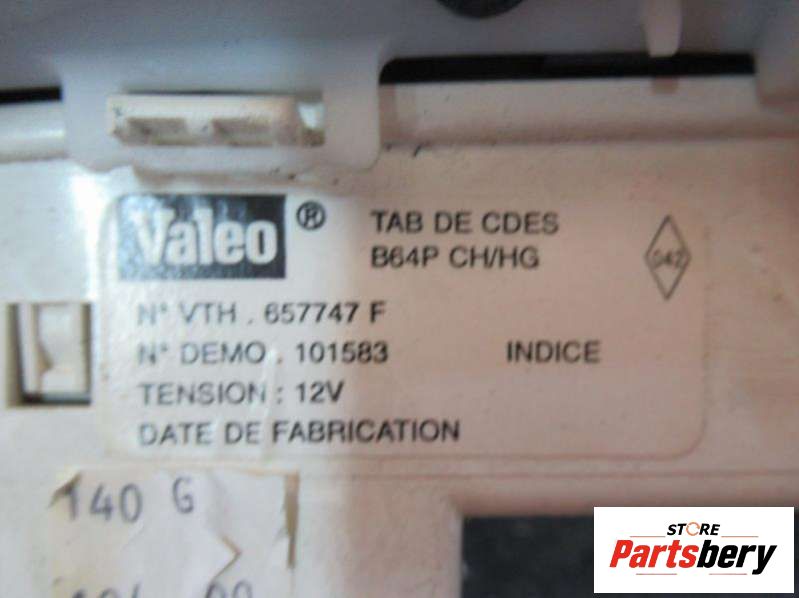 Valeo ® TAB DE CDES
B64P CH/HG
042
N° VTH . 657747 F
N° DEMO . 101583 INDICE
TENSION : 12V
DATE DE FABRICATION
140 G
STORE
Partsbery